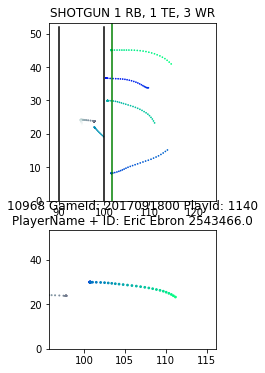 SHOTGUN 1 RB, 1 TE, 3 WR
50
40
30
20
10
0
90 100 110 120
10968 GameId: 2017091800 PlayId: 1140
PlayerName + ID: Eric Ebron 2543466.0
40
20
0
100 105 110 115